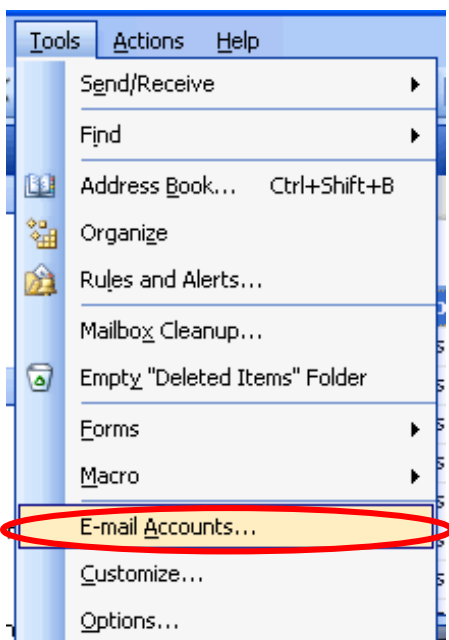 Tools Actions Help
Send/Receive
Find
Address Book... Ctrl+Shift+B
Organize
Rules and Alerts...
Mailbox Cleanup...
Empty "Deleted Items" Folder
Forms
Macro
E-mail Accounts...
Customize...
Options...